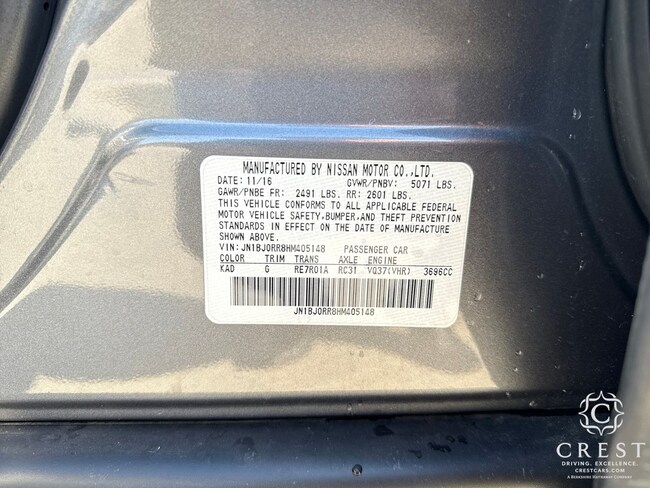 MANUFACTURED BY NISSAN MOTOR CO.,LTD.
DATE: 11/16 GVWR/PNBV: 5071 LBS.
GAWR/PNBE FR: 2491 LBS. RR: 2601 LBS.
THIS VEHICLE CONFORMS TO ALL APPLICABLE FEDERAL
MOTOR VEHICLE SAFETY,BUMPER,AND THEFT PREVENTION
STANDARDS IN EFFECT ON THE DATE OF MANUFACTURE
SHOWN ABOVE.
VIN: JN1BJ0RR8HM405148 PASSENGER CAR
COLOR TRIM TRANS AXLE ENGINE
KAD G RE7R01A RC31 VQ37(VHR) 3696CC
JN1BJ0RR8HM405148
C
CREST
DRIVING. EXCELLENCE.
CRESTCARS.COM
A BERKSHIRE HATHAWAY COMPANY